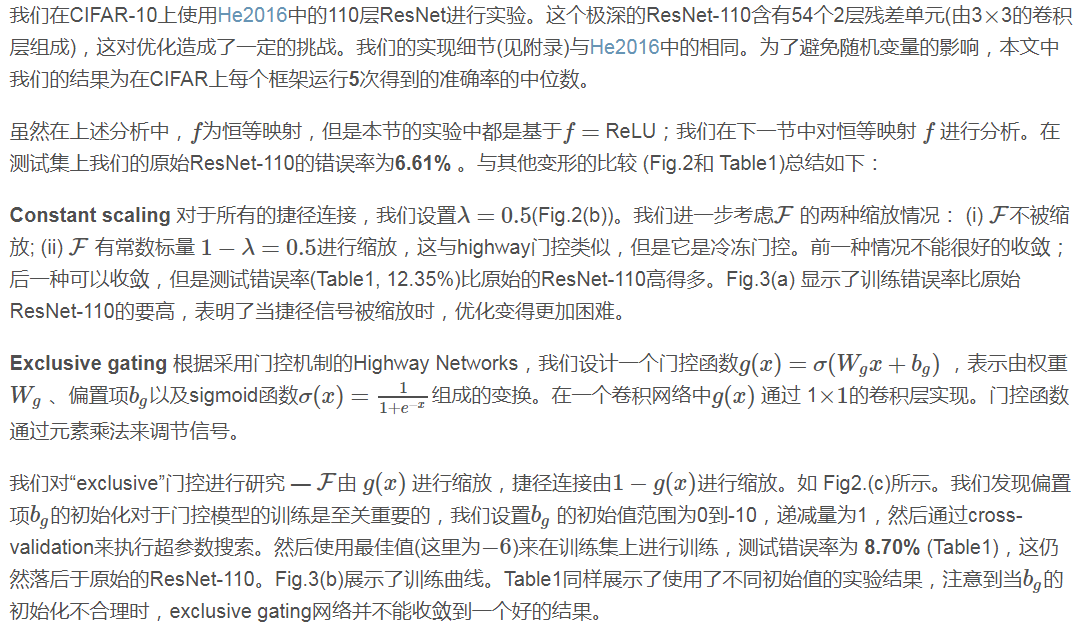 我们在CIFAR-10上使用He2016中的110层ResNet进行实验。这个极深的ResNet-110含有54个2层残差单元(由3×3的卷积
层组成)，这对优化造成了一定的挑战。我们的实现细节(见附录)与He2016中的相同。为了避免随机变量的影响，本文中
我们的结果为在CIFAR上每个框架运行5次得到的准确率的中位数。
虽然在上述分析中，f为恒等映射，但是本节的实验中都是基于f = ReLU；我们在下一节中对恒等映射 f 进行分析。在
测试集上我们的原始ResNet-110的错误率为6.61% 。与其他变形的比较 (Fig.2和 Table1)总结如下：
Constant scaling 对于所有的捷径连接，我们设置λ = 0.5(Fig.2(b))。我们进一步考虑F 的两种缩放情况： (i) F不被缩
放; (ii) F 有常数标量 1 − λ = 0.5进行缩放，这与highway门控类似，但是它是冷冻门控。前一种情况不能很好的收敛；
后一种可以收敛，但是测试错误率(Table1, 12.35%)比原始的ResNet-110高得多。Fig.3(a) 显示了训练错误率比原始
ResNet-110的要高，表明了当捷径信号被缩放时，优化变得更加困难。
Exclusive gating 根据采用门控机制的Highway Networks，我们设计一个门控函数g(x) = σ(W_g x + b_g) ，表示由权重
W_g 、偏置项b_g以及sigmoid函数σ(x) = 1/(1+e^{-x}) 组成的变换。在一个卷积网络中g(x) 通过 1×1的卷积层实现。门控函数
通过元素乘法来调节信号。
我们对“exclusive”门控进行研究 — F由 g(x) 进行缩放，捷径连接由1 − g(x)进行缩放。如 Fig2.(c)所示。我们发现偏置
项b_g的初始化对于门控模型的训练是至关重要的，我们设置b_g 的初始值范围为0到-10，递减量为1，然后通过cross-
validation来执行超参数搜索。然后使用最佳值(这里为−6)来在训练集上进行训练，测试错误率为 8.70% (Table1)，这仍
然落后于原始的ResNet-110。Fig.3(b)展示了训练曲线。Table1同样展示了使用了不同初始值的实验结果，注意到当b_g的
初始化不合理时，exclusive gating网络并不能收敛到一个好的结果。